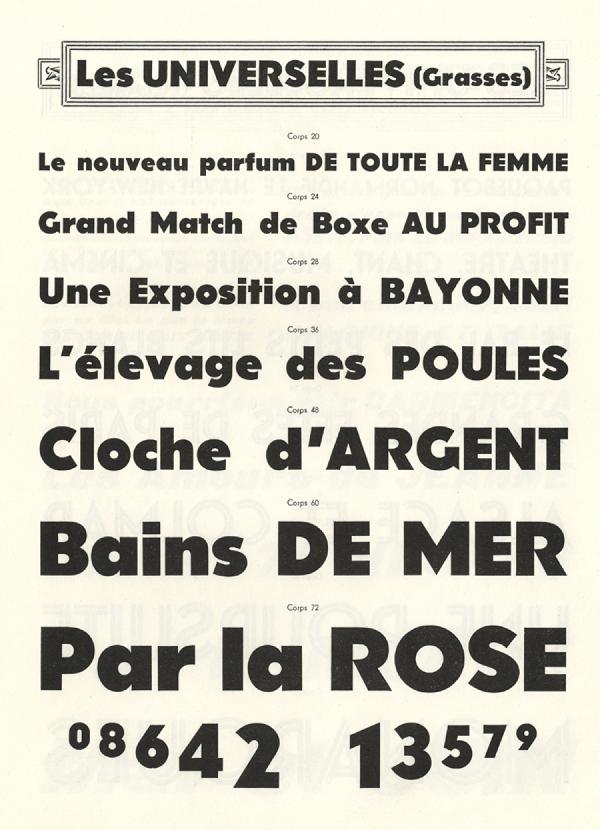 Les UNIVERSELLES (Grasses)
Corps 20
Le nouveau parfum DE TOUTE LA FEMME
Corps 24
Grand Match de Boxe AU PROFIT
Corps 28
Une Exposition à BAYONNE
Corps 36
L'élevage des POULES
Corps 48
Cloche d'ARGENT
Corps 60
Bains DE MER
Corps 72
Par la ROSE
08642 13579